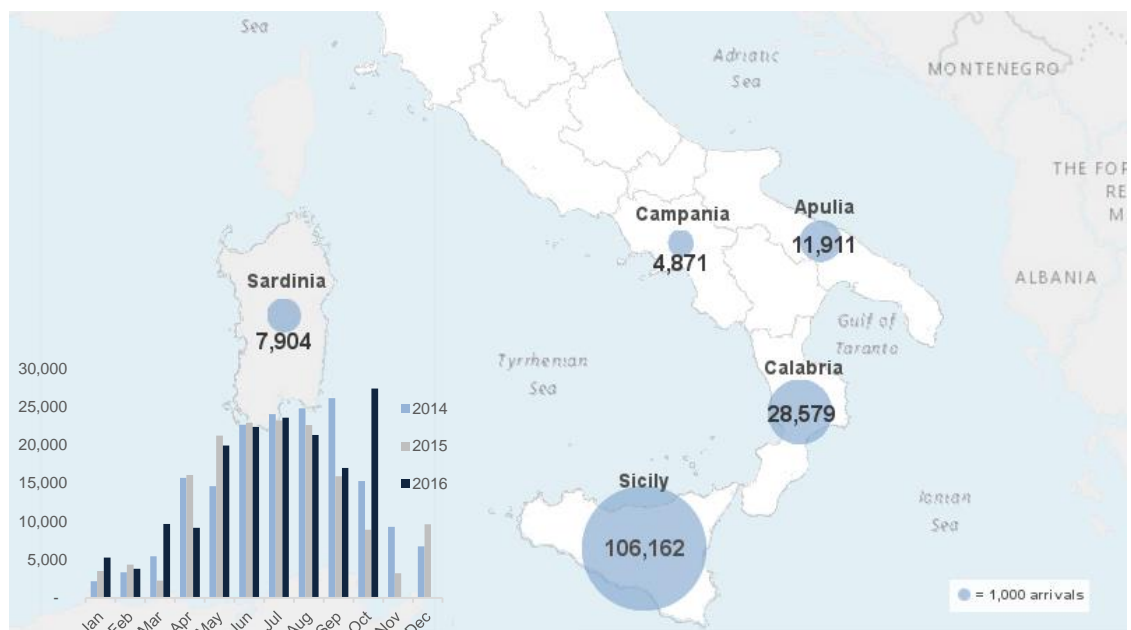 Sea
Adriatic
Sea
MONTENEGRO
THE FOR
RE
M
Campania
4,871
Apulia
11,911
ALBANIA
Sardinia
7,904
Gulf of
Taranto
Tyrrhenian
Sea
Calabria
28,579
Sicily
106,162
Ionian
Sea
30,000
25,000
20,000
15,000
10,000
5,000
-
2014
2015
2016
Jan Feb Mar Apr May Jun Jul Aug Sep Oct Nov Dec
= 1,000 arrivals